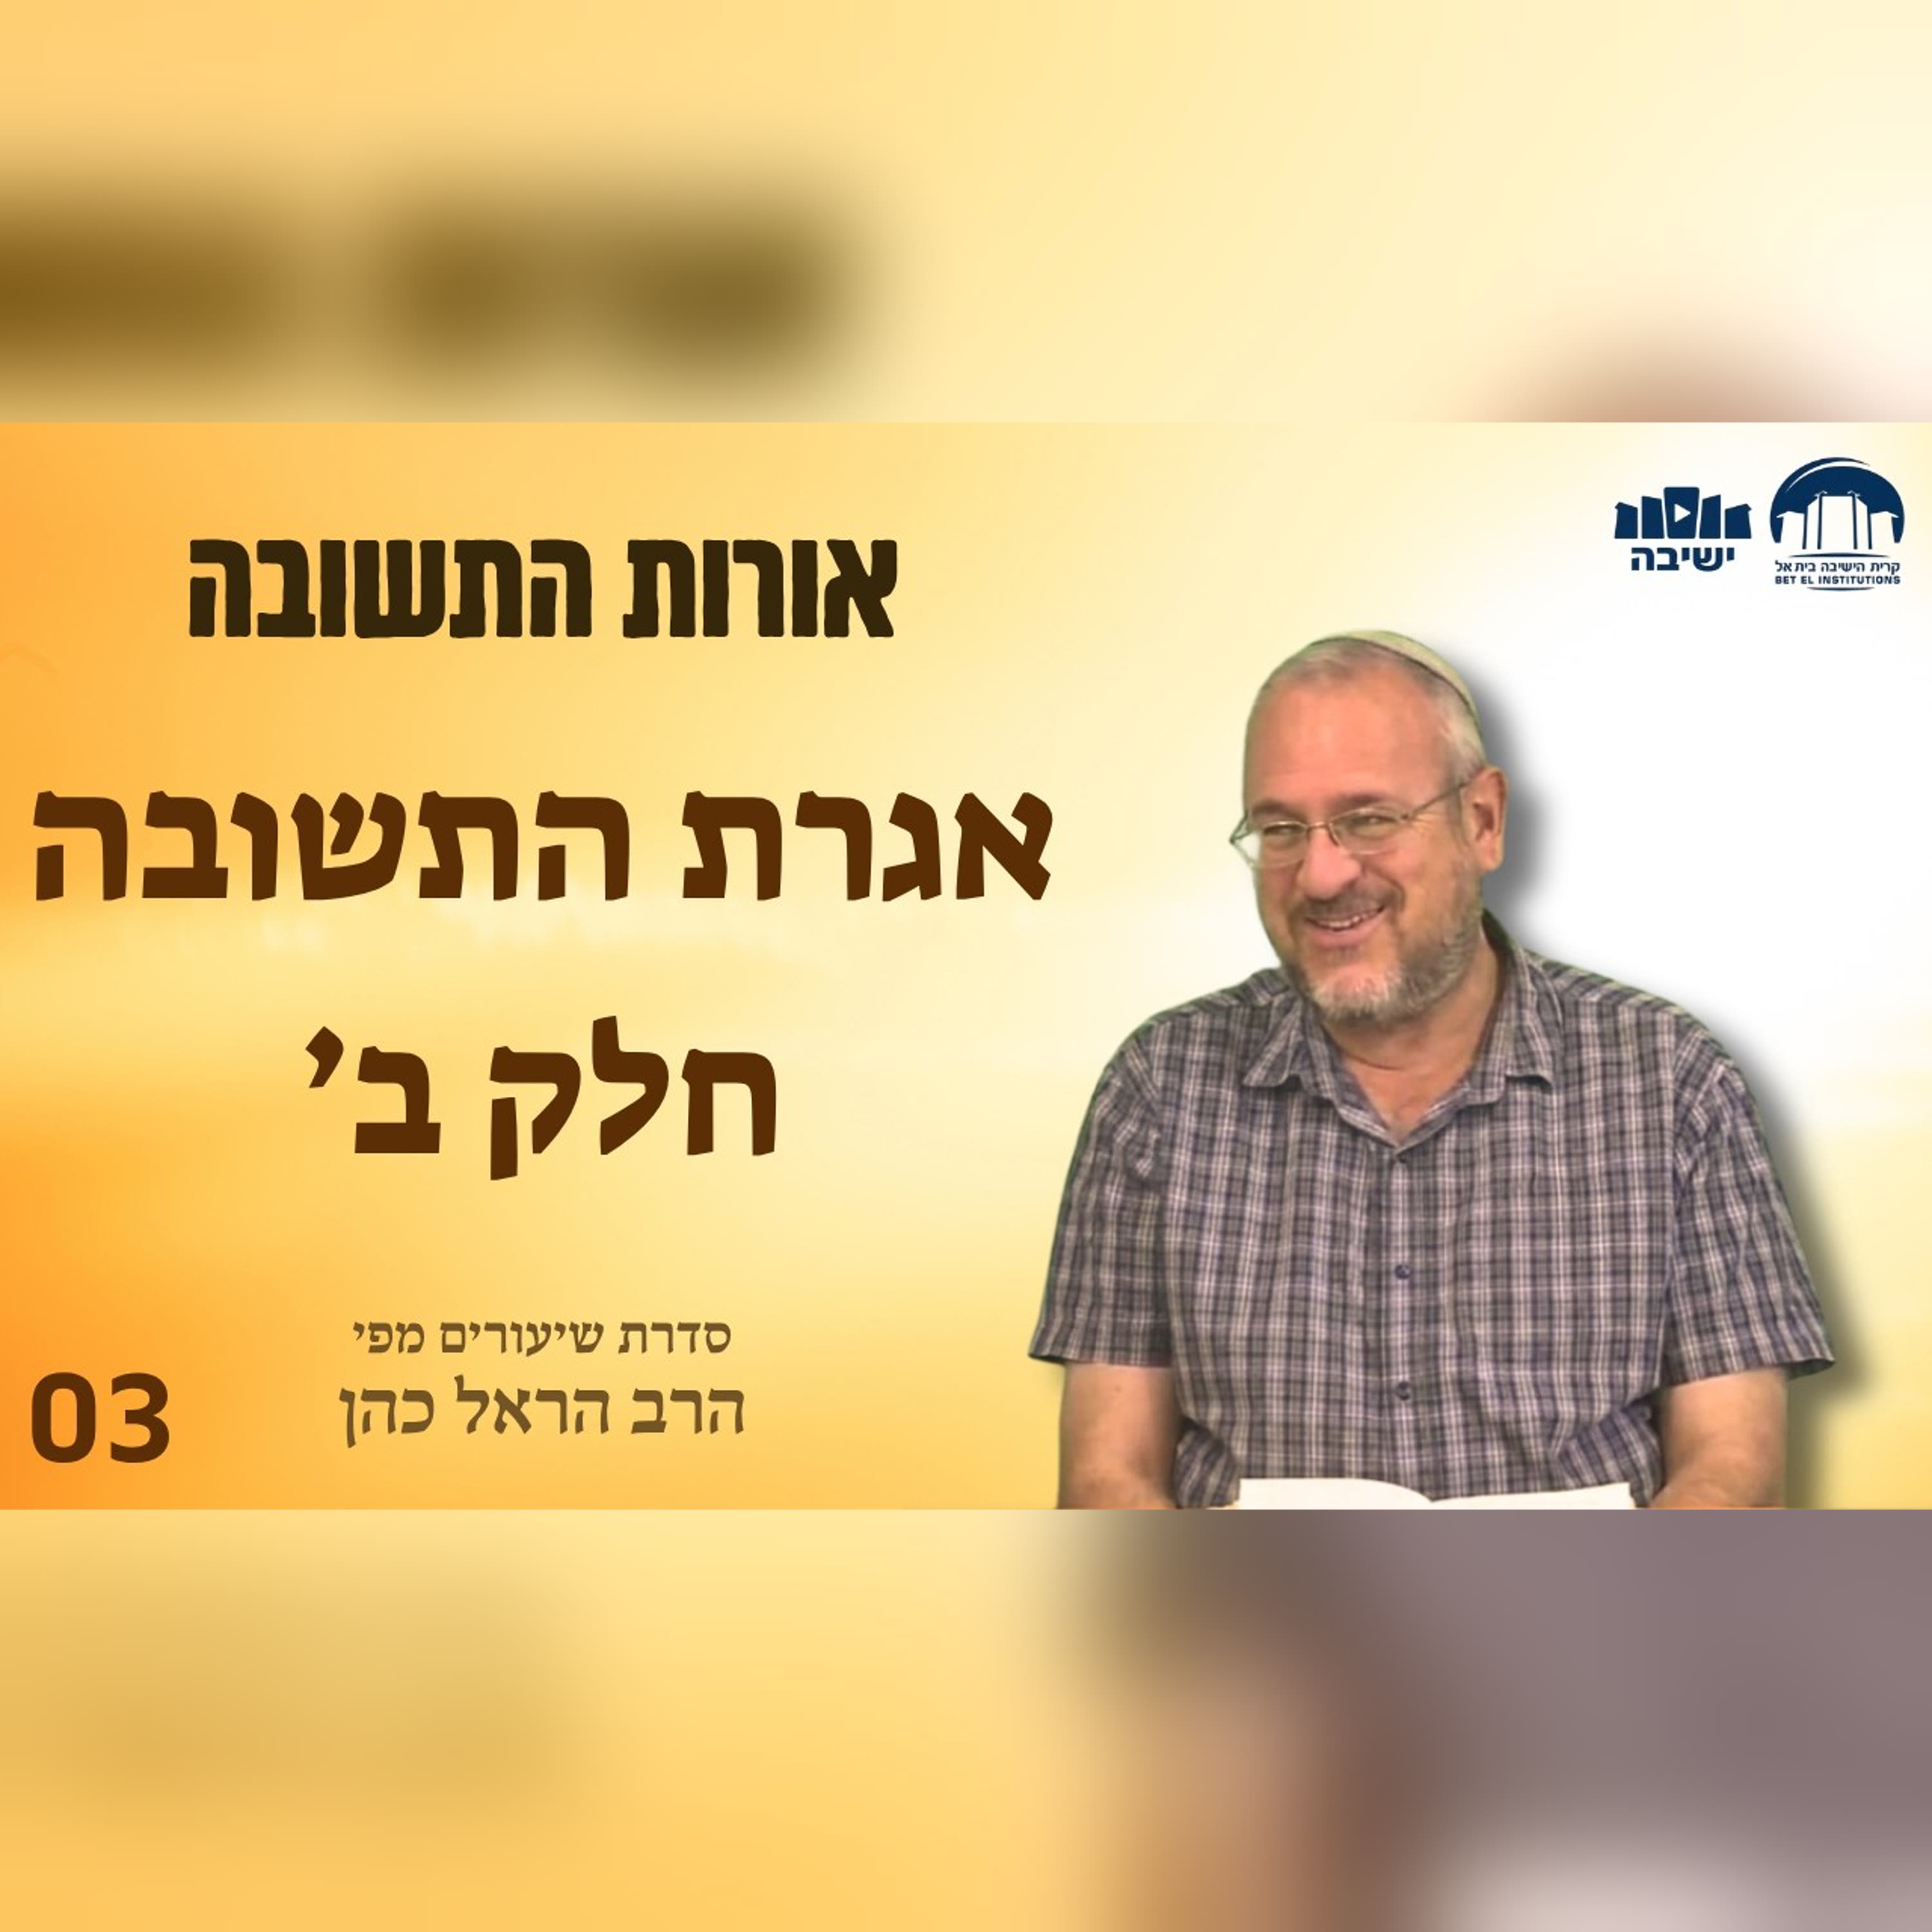 אורות התשובה
אגרת התשובה
חלק ב'
סדרת שיעורים מפי
הרב הראל כהן
03
ישיבה
קרית הישיבה בית אל
BET EL INSTITUTIONS